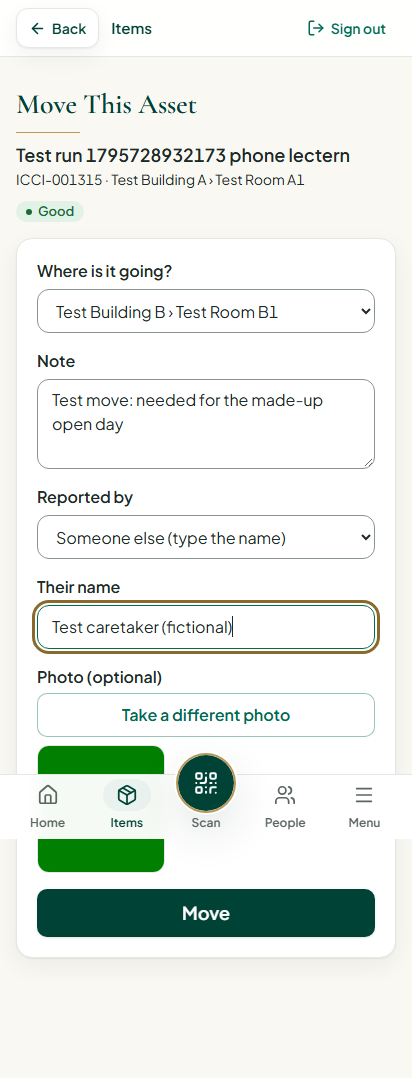 Back
Items
Sign out
Move This Asset
Test run 1795728932173 phone lectern
ICCI-001315 · Test Building A › Test Room A1
Good
Where is it going?
Test Building B › Test Room B1
Note
Test move: needed for the made-up
open day
Reported by
Someone else (type the name)
Their name
Test caretaker (fictional)
Photo (optional)
Take a different photo
Home
Items
Scan
People
Menu
Move